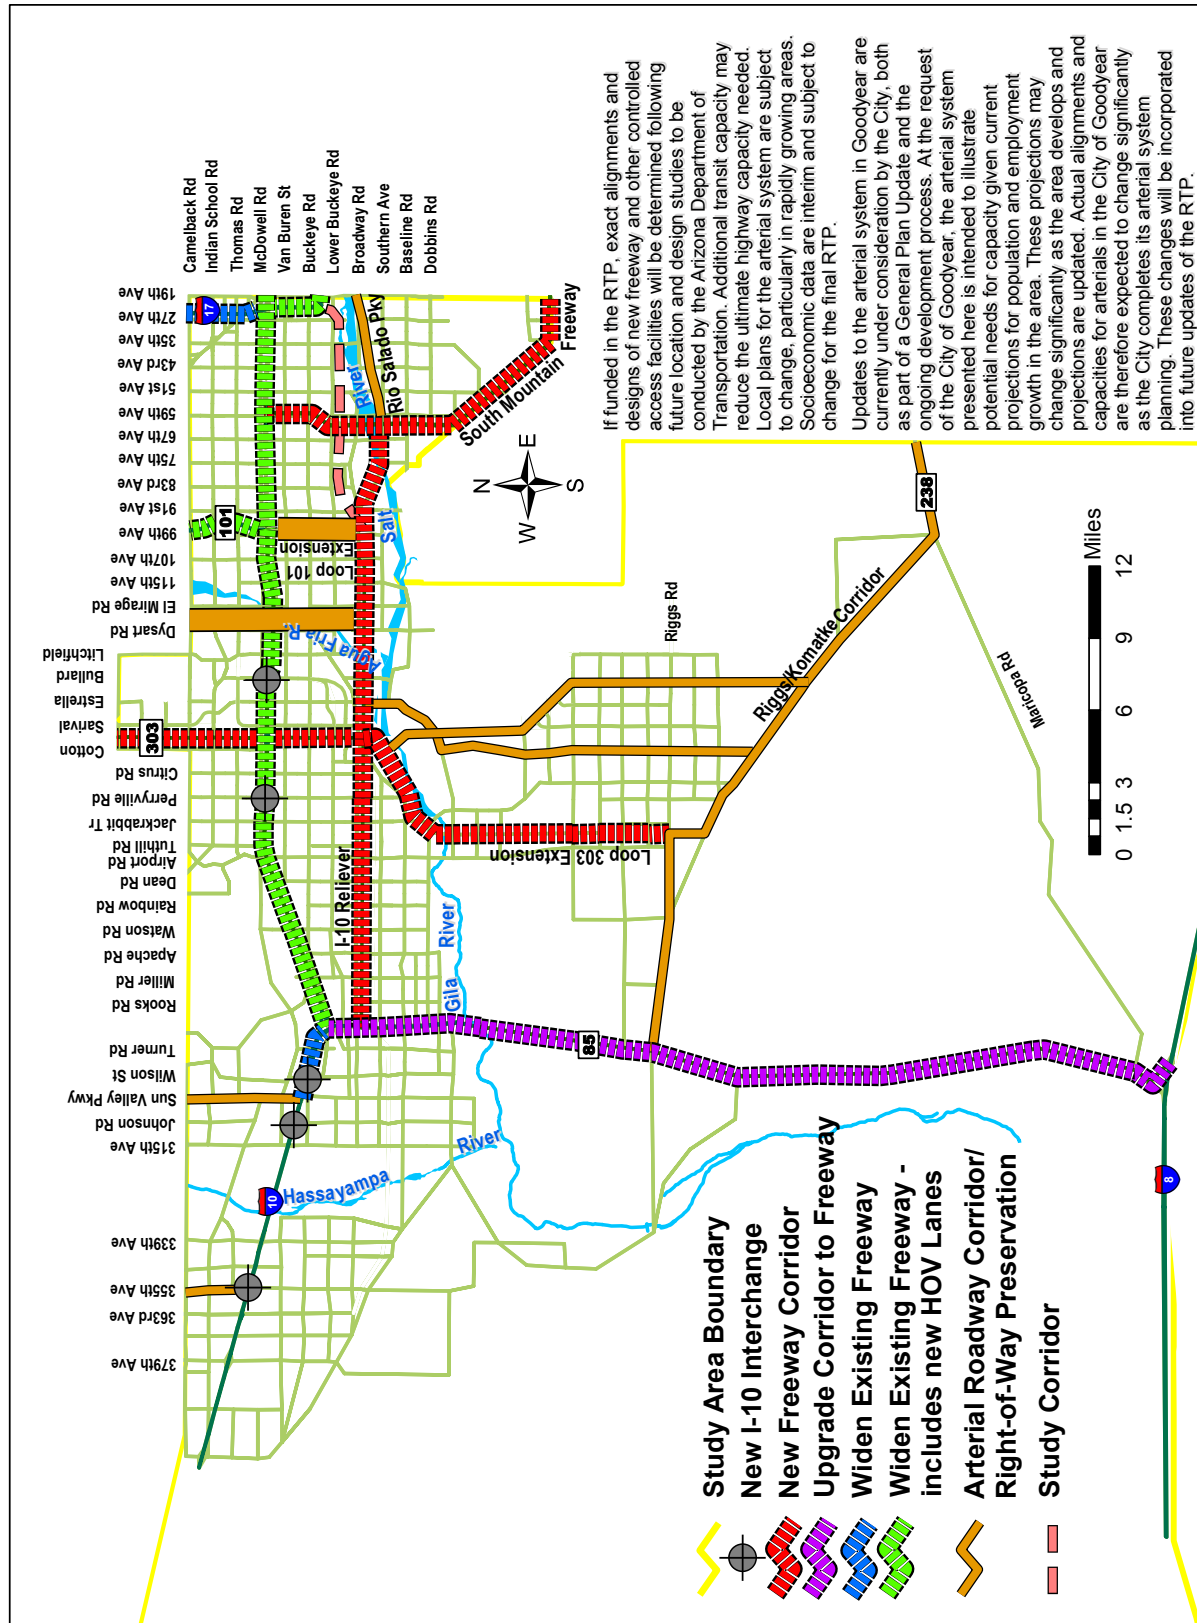 Camelback Rd
Indian School Rd
Thomas Rd
McDowell Rd
Van Buren St
Buckeye Rd
Lower Buckeye Rd
Broadway Rd
Southern Ave
Baseline Rd
Dobbins Rd
19th Ave
27th Ave
35th Ave
43rd Ave
51st Ave
59th Ave
67th Ave
75th Ave
83rd Ave
91st Ave
99th Ave
107th Ave
115th Ave
El Mirage Rd
Dysart Rd
Litchfield
Bullard
Estrella
Sarival
Cotton
Citrus Rd
Perryville Rd
Jackrabbit Tr
Tuthill Rd
Airport Rd
Dean Rd
Rainbow Rd
Watson Rd
Apache Rd
Miller Rd
Rooks Rd
Turner Rd
Wilson St
Sun Valley Pkwy
Johnson Rd
315th Ave
339th Ave
355th Ave
363rd Ave
379th Ave
17
101
303
10
85
238
8
River
Rio Salado Pky
South Mountain
Freeway
Loop 101
Extension
Salt
Agua Fria R.
I-10 Reliever
Loop 303 Extension
Gila
River
Hassayampa
River
Riggs Rd
Riggs/Komatke Corridor
Maricopa Rd
N
W
E
S
0 1.5 3 6 9 12
Miles
If funded in the RTP, exact alignments and
designs of new freeway and other controlled
access facilities will be determined following
future location and design studies to be
conducted by the Arizona Department of
Transportation. Additional transit capacity may
reduce the ultimate highway capacity needed.
Local plans for the arterial system are subject
to change, particularly in rapidly growing areas.
Socioeconomic data are interim and subject to
change for the final RTP.
Updates to the arterial system in Goodyear are
currently under consideration by the City, both
as part of a General Plan Update and the
ongoing development process. At the request
of the City of Goodyear, the arterial system
presented here is intended to illustrate
potential needs for capacity given current
projections for population and employment
growth in the area. These projections may
change significantly as the area develops and
projections are updated. Actual alignments and
capacities for arterials in the City of Goodyear
are therefore expected to change significantly
as the City completes its arterial system
planning. These changes will be incorporated
into future updates of the RTP.
Study Area Boundary
New I-10 Interchange
New Freeway Corridor
Upgrade Corridor to Freeway
Widen Existing Freeway
Widen Existing Freeway -
includes new HOV Lanes
Arterial Roadway Corridor/
Right-of-Way Preservation
Study Corridor